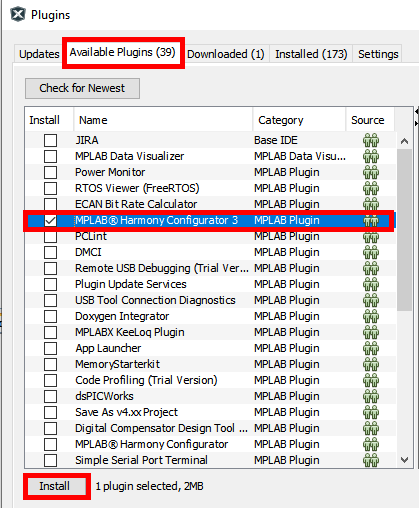 Plugins
Updates Available Plugins (39) Downloaded (1) Installed (173) Settings
Check for Newest
Install Name Category Source
JIRA Base IDE
MPLAB Data Visualizer MPLAB Data Visu...
Power Monitor MPLAB Plugin
RTOS Viewer (FreeRTOS) MPLAB Plugin
ECAN Bit Rate Calculator MPLAB Plugin
MPLAB® Harmony Configurator 3 MPLAB Plugin
PCLint MPLAB Plugin
DMCI MPLAB Plugin
Remote USB Debugging (Trial Ver... MPLAB Plugin
Plugin Update Services MPLAB Plugin
USB Tool Connection Diagnostics MPLAB Plugin
Doxygen Integrator MPLAB Plugin
MPLABX KeeLoq Plugin MPLAB Plugin
App Launcher MPLAB Plugin
MemoryStarterkit MPLAB Plugin
Code Profiling (Trial Version) MPLAB Plugin
dsPICWorks MPLAB Plugin
Save As v4.xx Project MPLAB Plugin
Digital Compensator Design Tool ... MPLAB Plugin
MPLAB® Harmony Configurator MPLAB Plugin
Simple Serial Port Terminal MPLAB Plugin
Install 1 plugin selected, 2MB